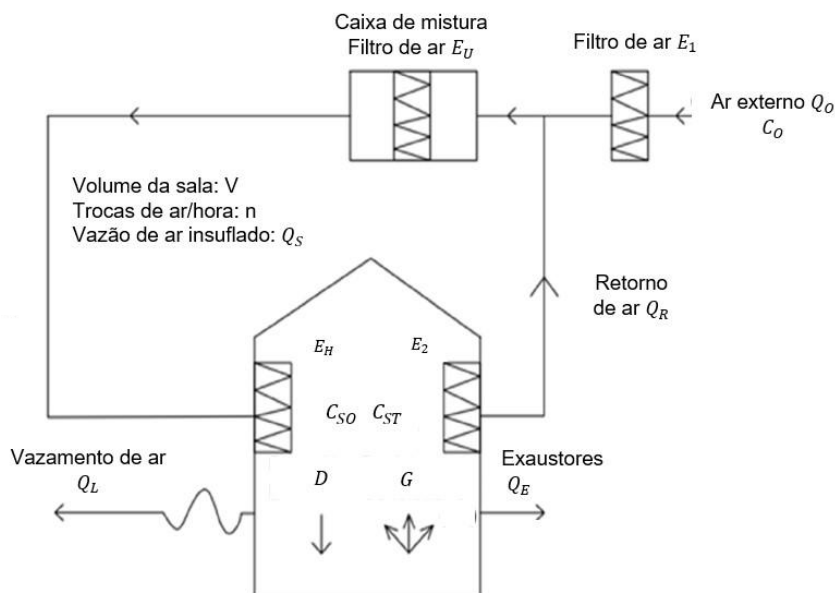 Caixa de mistura
Filtro de ar E_U
Filtro de ar E_1
Ar externo Q_O
C_O
Volume da sala: V
Trocas de ar/hora: n
Vazão de ar insuflado: Q_S
Retorno
de ar Q_R
E_H
E_2
C_SO
C_ST
Vazamento de ar
Q_L
D
G
Exaustores
Q_E